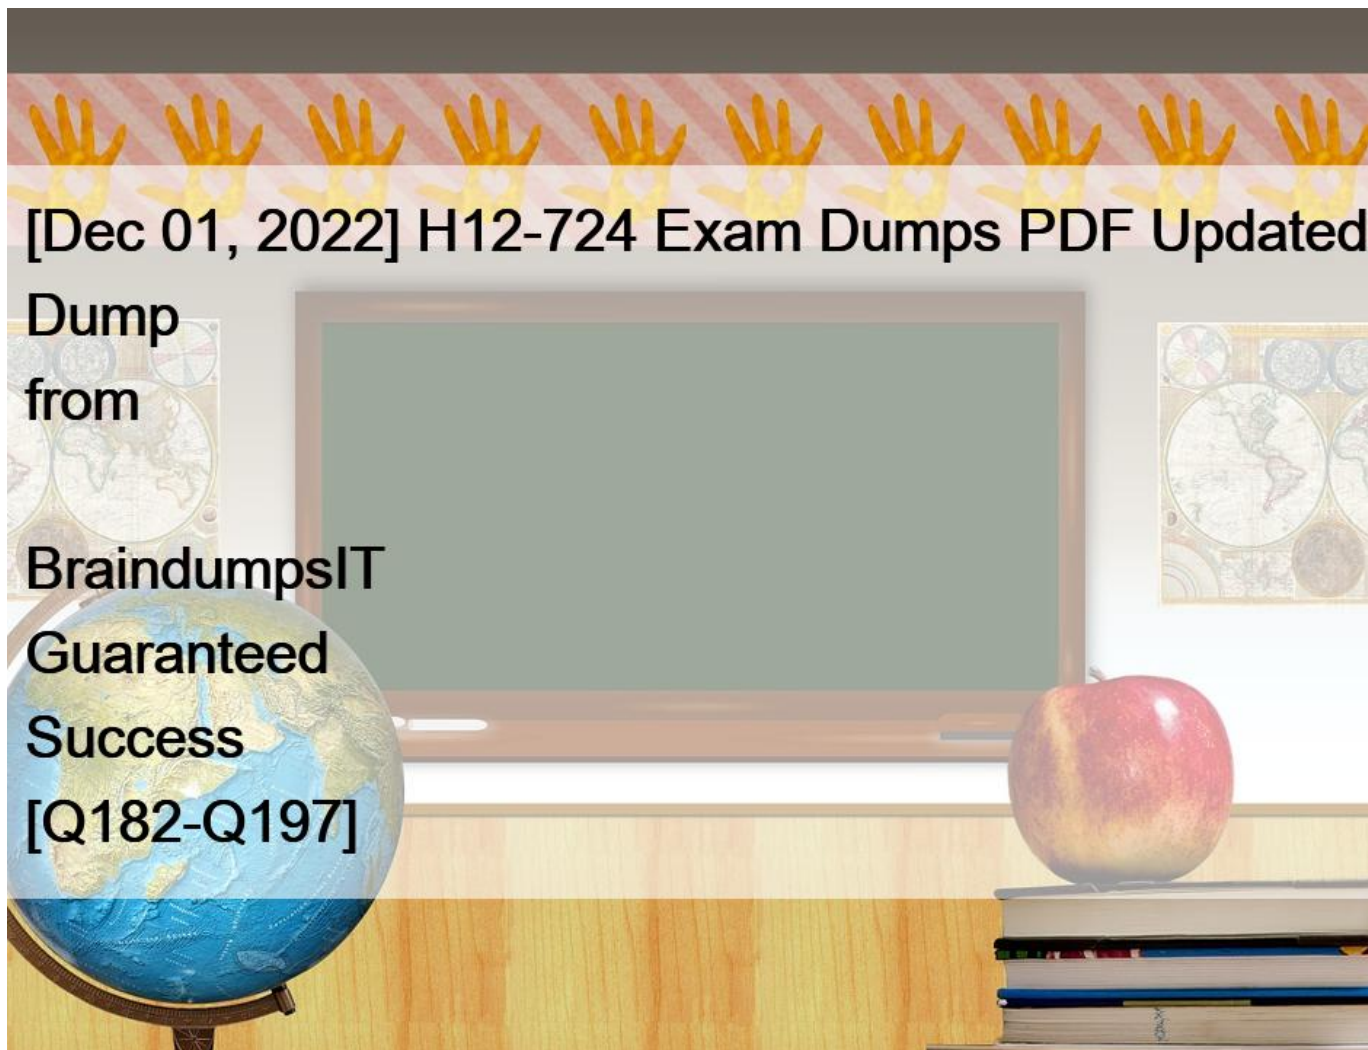 [Dec 01, 2022] H12-724 Exam Dumps PDF Updated
Dump
from
BraindumpsIT
Guaranteed
Success
[Q182-Q197]